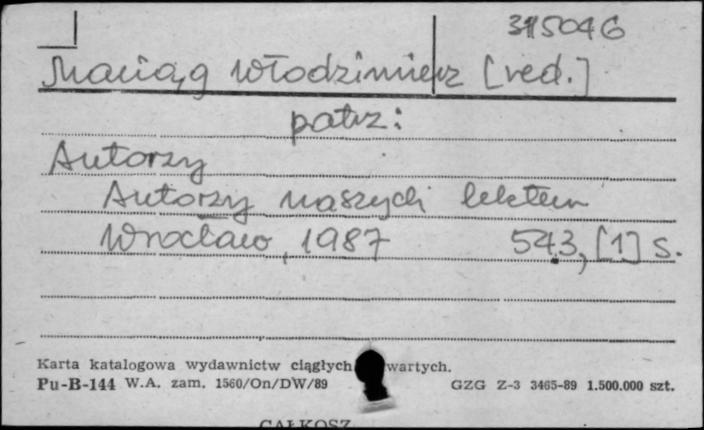 315046
Maciąg Włodzimierz [red.]
patrz:
Autorzy
Autorzy naszych lektur
Wrocław, 1987 543, [1] s.
Karta katalogowa wydawnictw ciągłych wartych.
Pu-B-144 W.A. zam. 1560/On/DW/89 GZG Z-3 3465-89 1.500.000 szt.